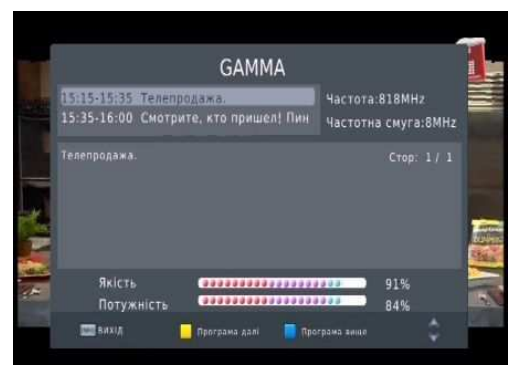 GAMMA
15:15-15:35 Телепродажа.
15:35-16:00 Смотрите, кто пришел! Пин
Частота:818MHz
Частотна смуга:8MHz
Телепродажа.
Стор: 1/ 1
Якість 91%
Потужність 84%
вихід Програма далі Програма вище